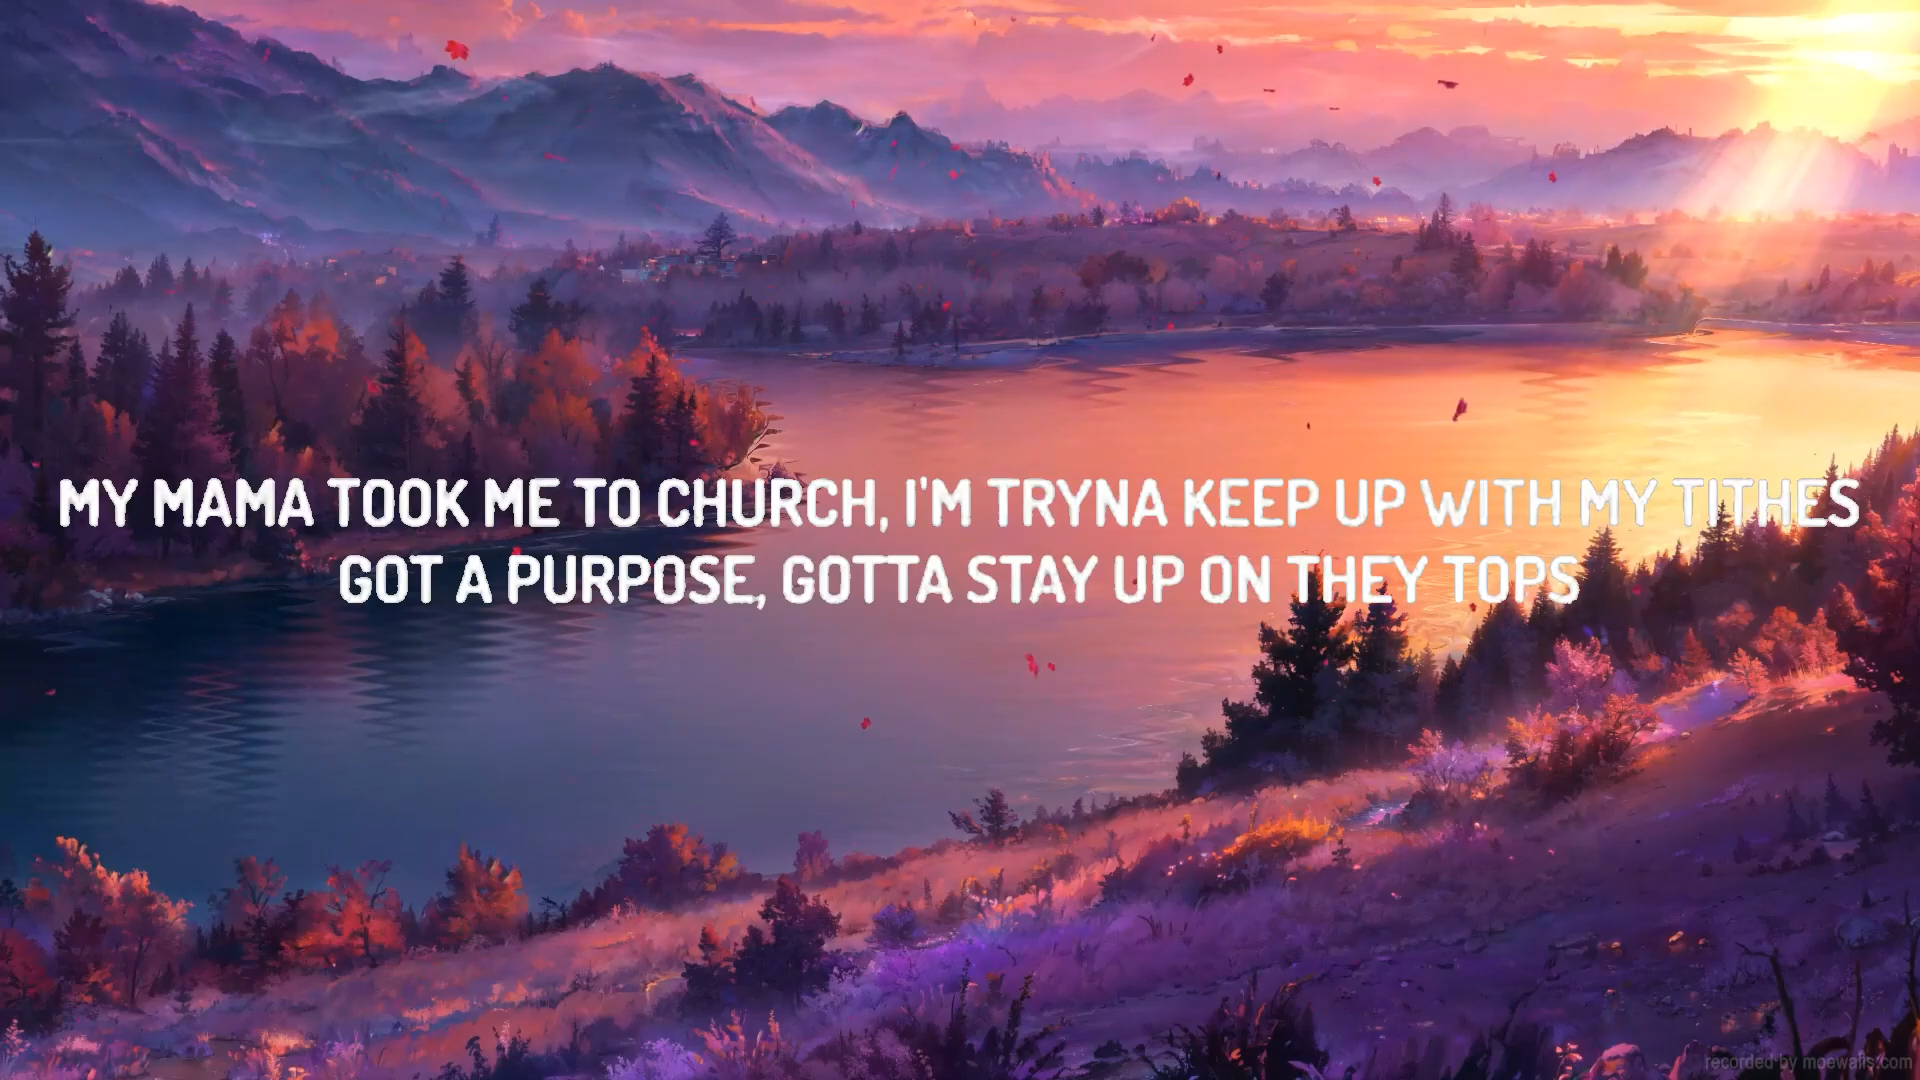 MY MAMA TOOK ME TO CHURCH, I'M TRYNA KEEP UP WITH MY TITHES
GOT A PURPOSE, GOTTA STAY UP ON THEY TOPS
recorded by moewalls.com